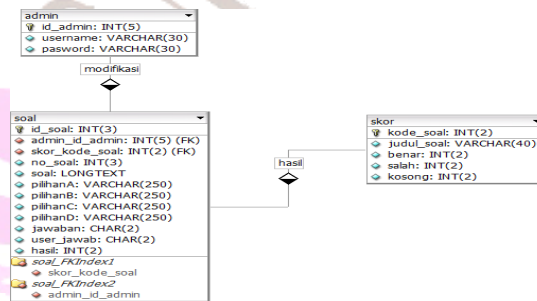 admin
id_admin: INT(5)
username: VARCHAR(30)
pasword: VARCHAR(30)
modifikasi
soal
id_soal: INT(3)
admin_id_admin: INT(5) (FK)
skor_kode_soal: INT(2) (FK)
no_soal: INT(3)
soal: LONGTEXT
pilihanA: VARCHAR(250)
pilihanB: VARCHAR(250)
pilihanC: VARCHAR(250)
pilihanD: VARCHAR(250)
jawaban: CHAR(2)
user_jawab: CHAR(2)
hasil: INT(2)
soal_FKIndex1
skor_kode_soal
soal_FKIndex2
admin_id_admin
hasil
skor
kode_soal: INT(2)
judul_soal: VARCHAR(40)
benar: INT(2)
salah: INT(2)
kosong: INT(2)